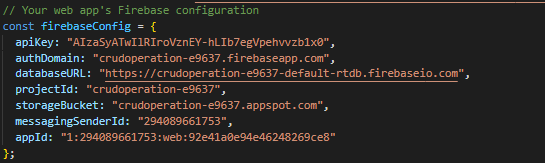 // Your web app's Firebase configuration
const firebaseConfig = {
apiKey: "AIzaSyATwIlRIroVznEY-hLIb7egVpehvvzb1x0",
authDomain: "crudoperation-e9637.firebaseapp.com",
databaseURL: "https://crudoperation-e9637-default-rtdb.firebaseio.com",
projectId: "crudoperation-e9637",
storageBucket: "crudoperation-e9637.appspot.com",
messagingSenderId: "294089661753",
appId: "1:294089661753:web:92e41a0e94e46248269ce8"
};